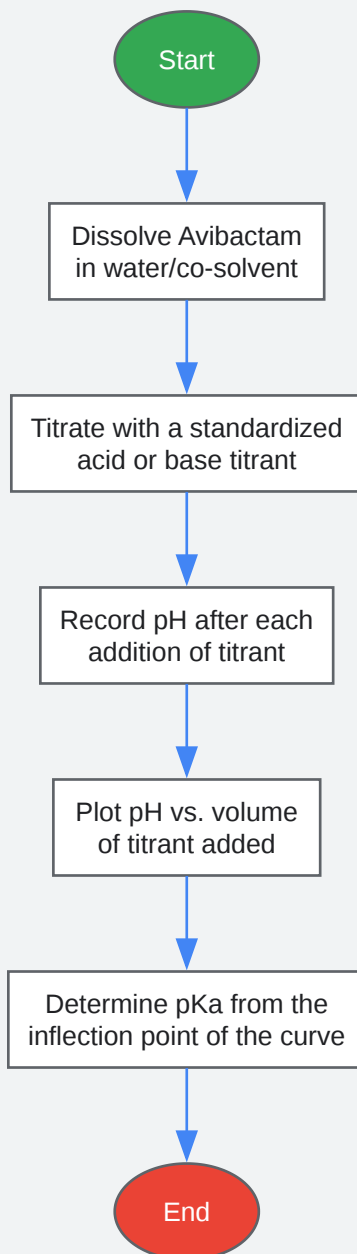 Start
Dissolve Avibactam
in water/co-solvent
Titrate with a standardized
acid or base titrant
Record pH after each
addition of titrant
Plot pH vs. volume
of titrant added
Determine pKa from the
inflection point of the curve
End